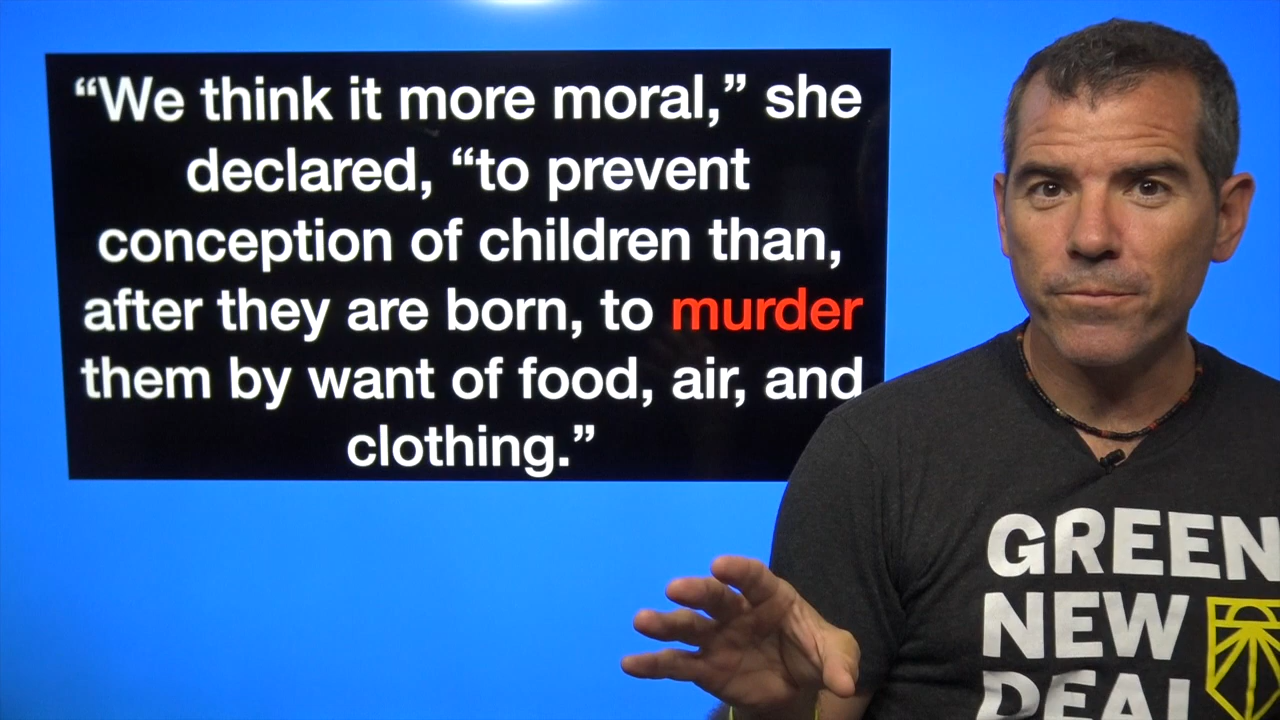 “We think it more moral,” she
declared, “to prevent
conception of children than,
after they are born, to murder
them by want of food, air, and
clothing.”
GREEN
NEW
DEAL